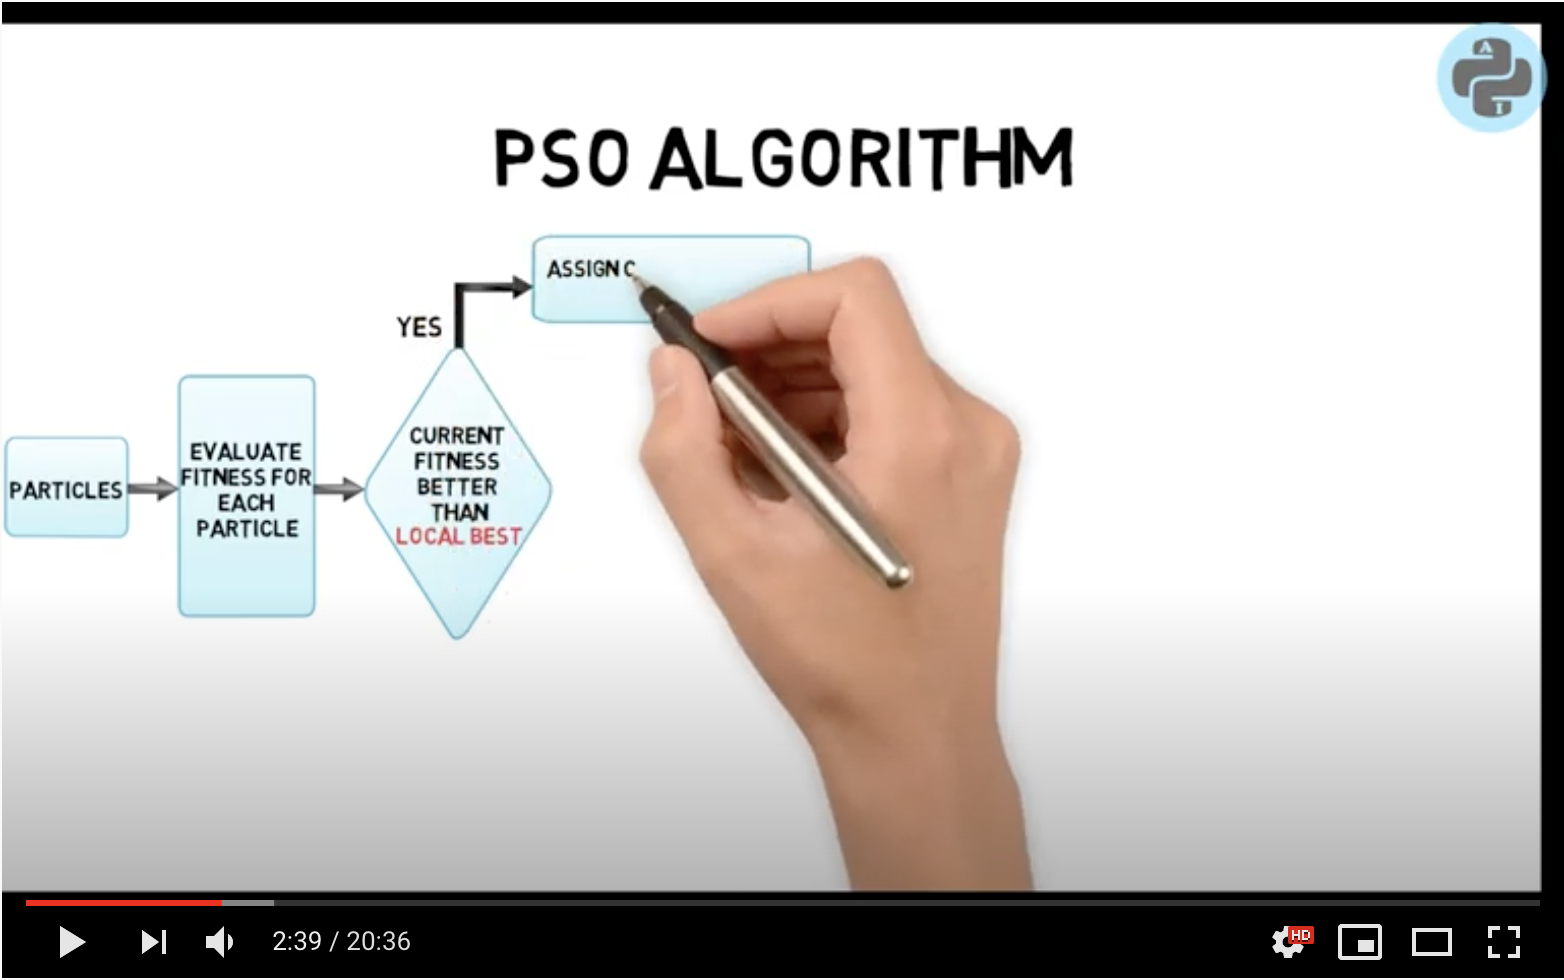 A
I
PSO ALGORITHM
ASSIGN C
YES
PARTICLES
EVALUATE
FITNESS FOR
EACH
PARTICLE
CURRENT
FITNESS
BETTER
THAN
LOCAL BEST
2:39 / 20:36
HD